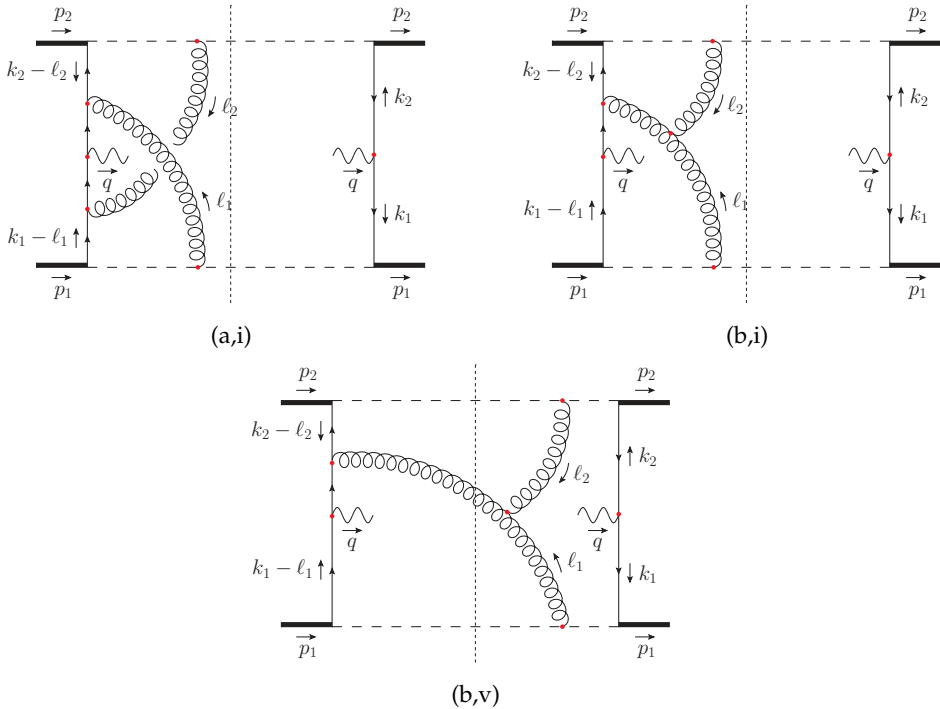 p₂ p₂ p₂ p₂
k₂ − ℓ₂ ℓ₂ k₂ k₂ − ℓ₂ ℓ₂ k₂
q q q q
k₁ − ℓ₁ ℓ₁ k₁ k₁ − ℓ₁ ℓ₁ k₁
p₁ p₁ p₁ p₁
(a,i) (b,i)
p₂ p₂
k₂ − ℓ₂ ℓ₂ k₂
q q
k₁ − ℓ₁ ℓ₁ k₁
p₁ p₁
(b,v)